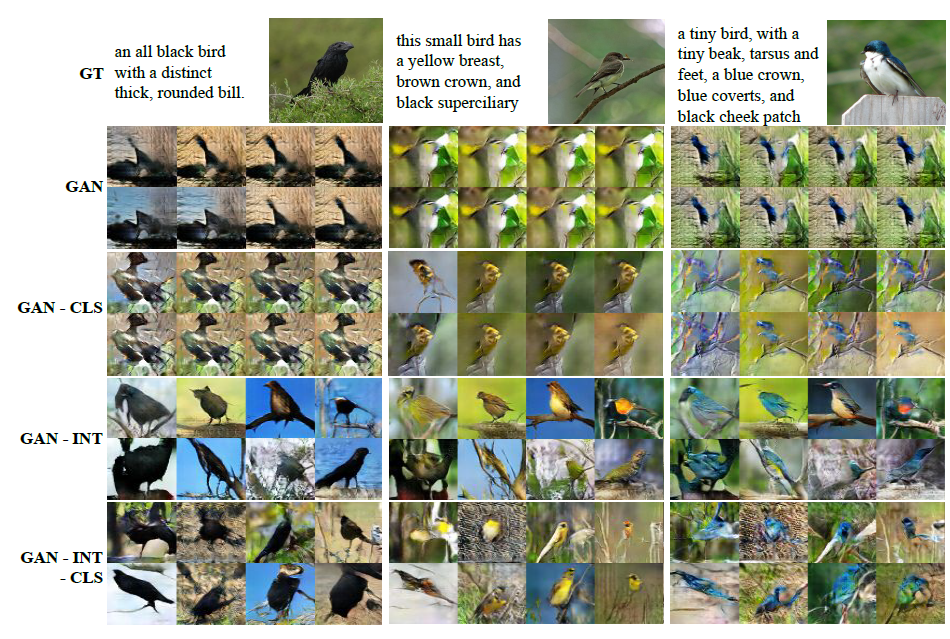 GT
an all black bird
with a distinct
thick, rounded bill.
this small bird has
a yellow breast,
brown crown, and
black superciliary
a tiny bird, with a
tiny beak, tarsus and
feet, a blue crown,
blue coverts, and
black cheek patch
GAN
GAN - CLS
GAN - INT
GAN - INT
- CLS